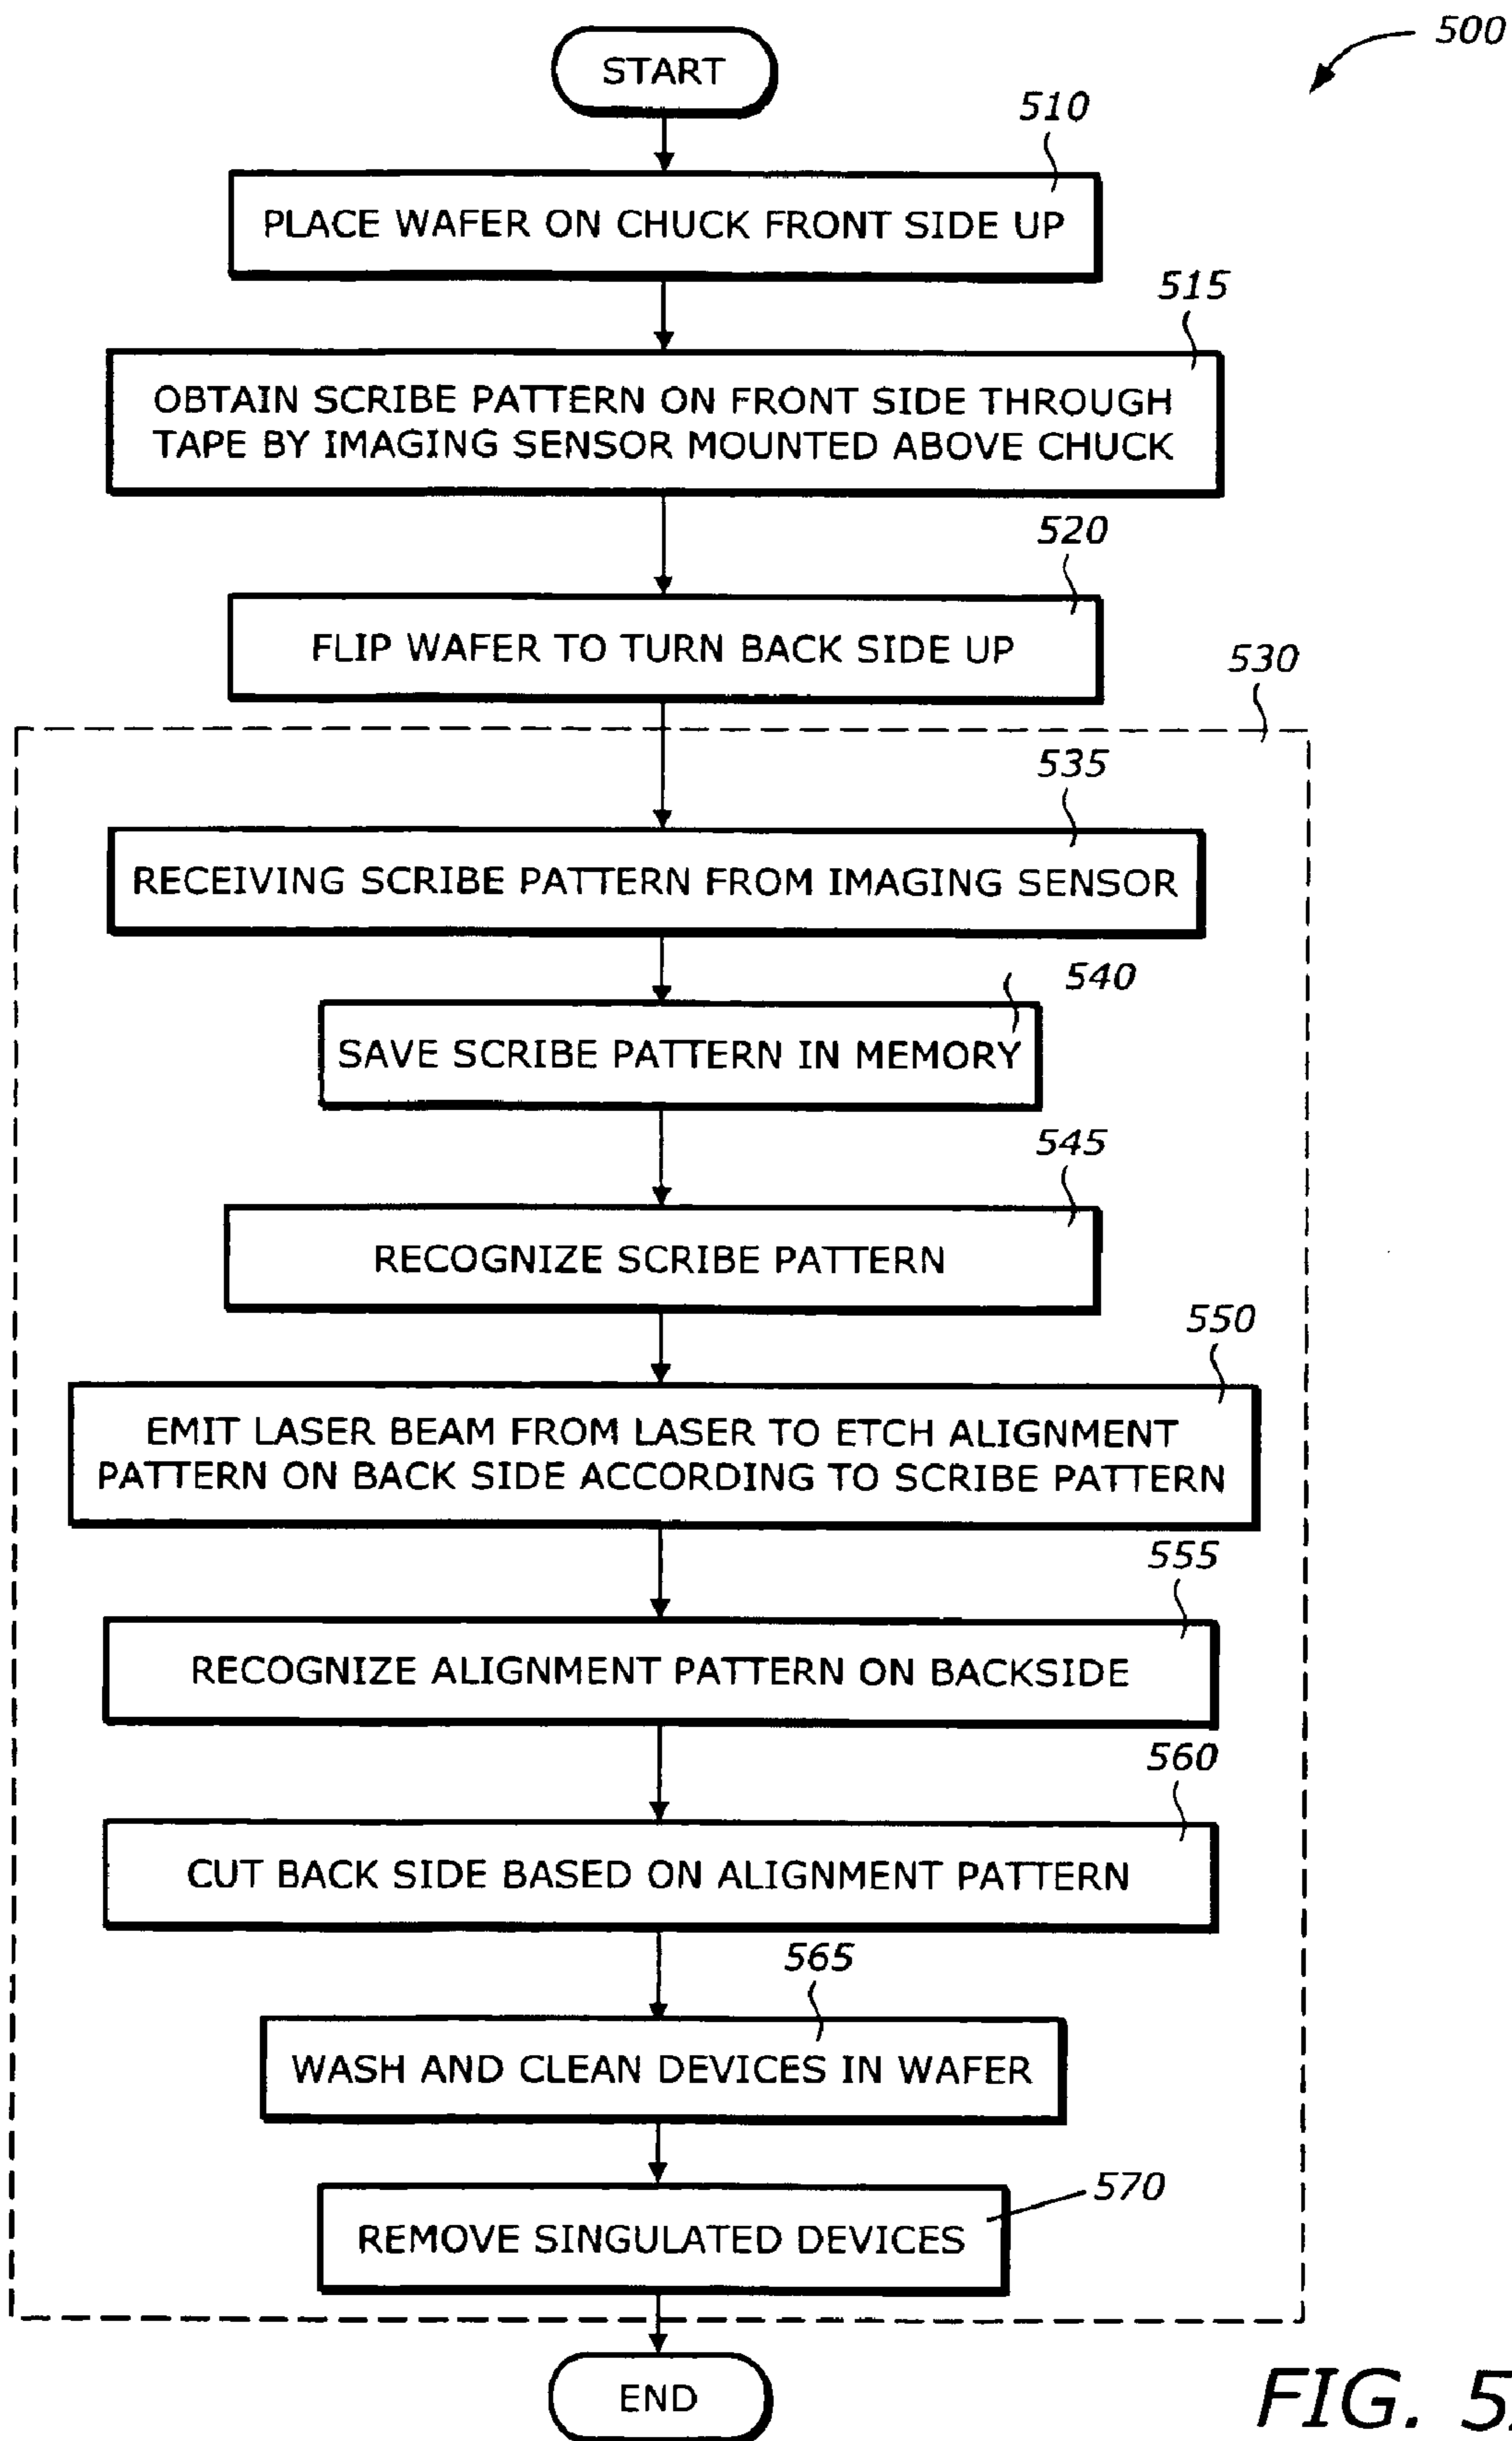 500
START
510
PLACE WAFER ON CHUCK FRONT SIDE UP
515
OBTAIN SCRIBE PATTERN ON FRONT SIDE THROUGH
TAPE BY IMAGING SENSOR MOUNTED ABOVE CHUCK
520
FLIP WAFER TO TURN BACK SIDE UP
530
535
RECEIVING SCRIBE PATTERN FROM IMAGING SENSOR
540
SAVE SCRIBE PATTERN IN MEMORY
545
RECOGNIZE SCRIBE PATTERN
550
EMIT LASER BEAM FROM LASER TO ETCH ALIGNMENT
PATTERN ON BACK SIDE ACCORDING TO SCRIBE PATTERN
555
RECOGNIZE ALIGNMENT PATTERN ON BACKSIDE
560
CUT BACK SIDE BASED ON ALIGNMENT PATTERN
565
WASH AND CLEAN DEVICES IN WAFER
570
REMOVE SINGULATED DEVICES
END
FIG.